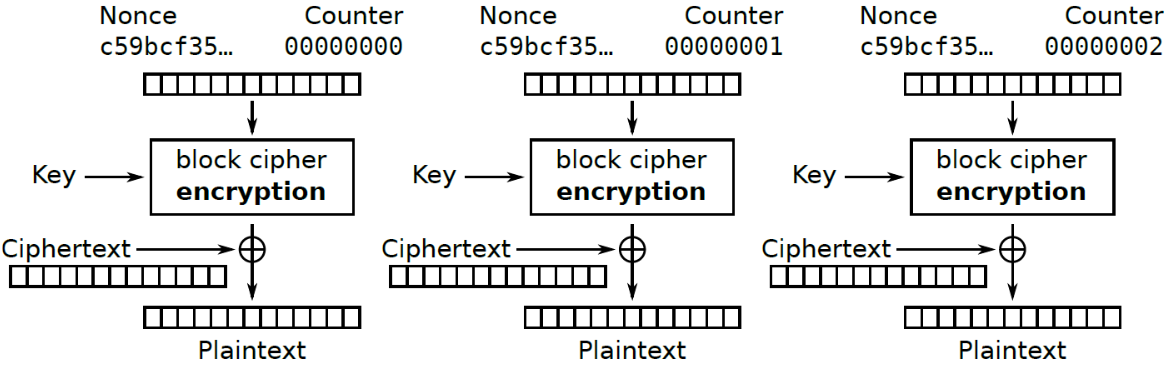 Nonce Counter Nonce Counter Nonce Counter
c59bcf35… 00000000 c59bcf35… 00000001 c59bcf35… 00000002
block cipher block cipher block cipher
Key encryption Key encryption Key encryption
Ciphertext Ciphertext Ciphertext
Plaintext Plaintext Plaintext